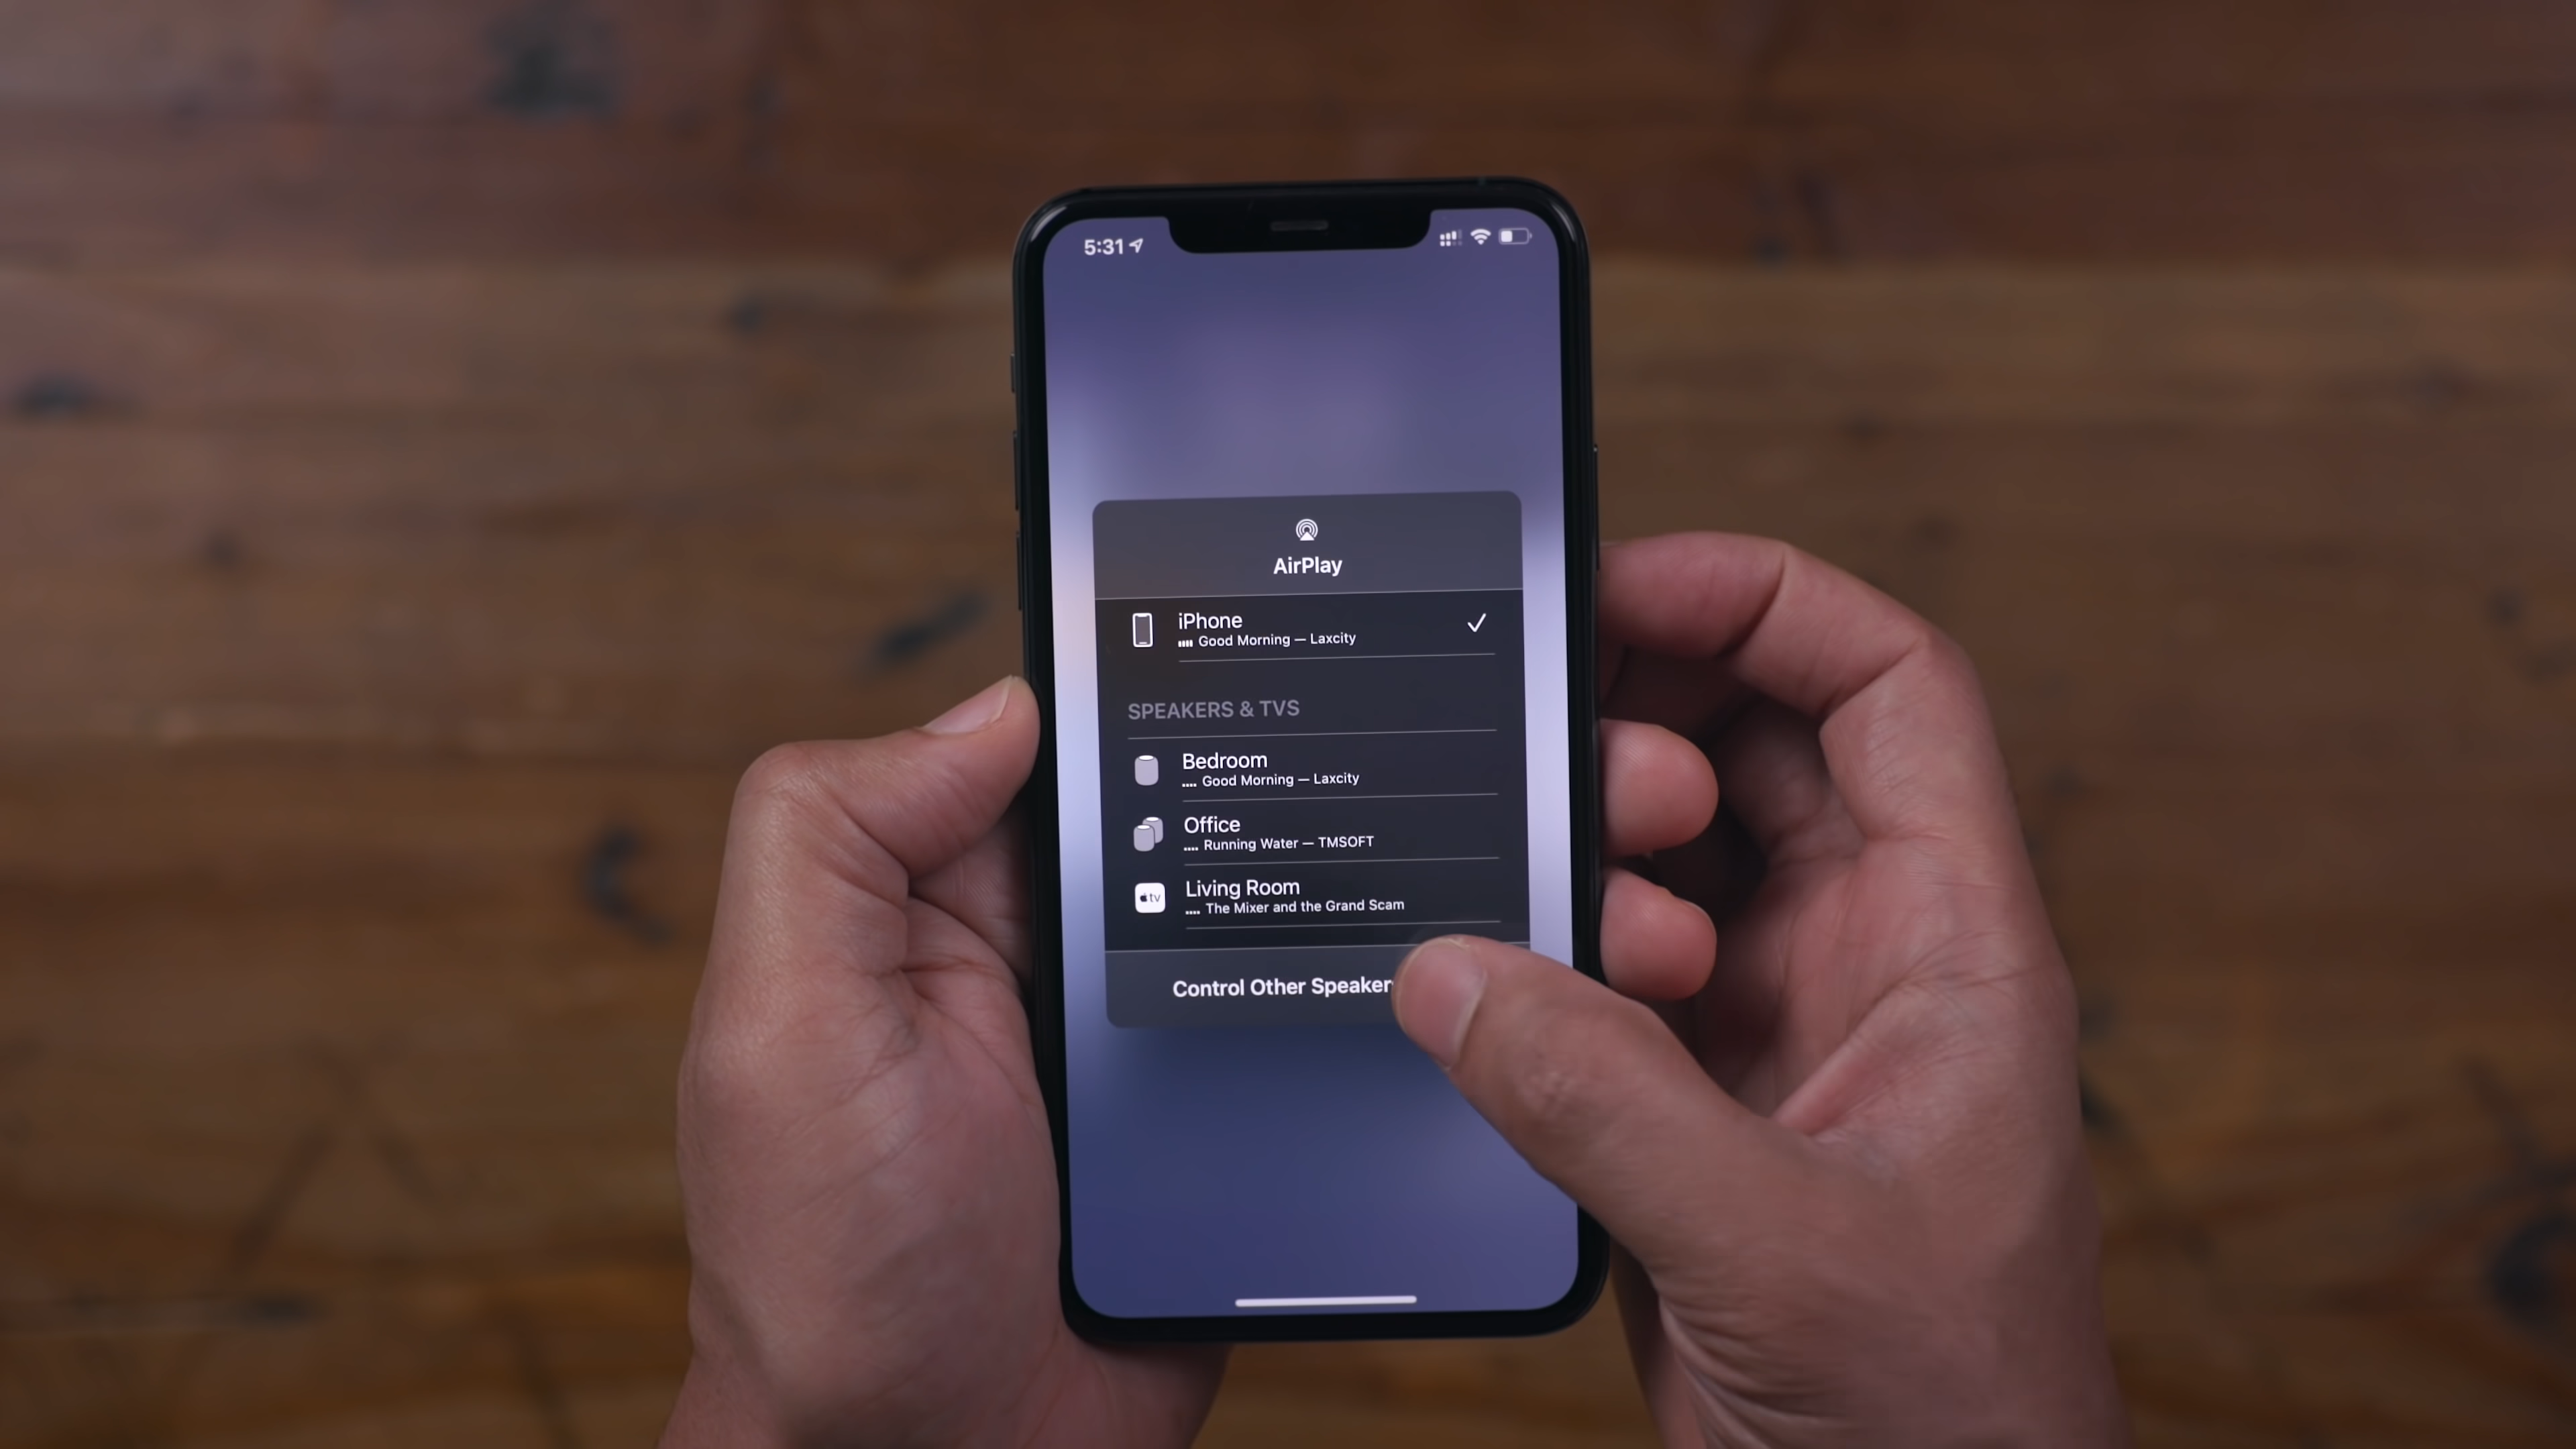 5:31
AirPlay
iPhone
Good Morning — Laxcity
SPEAKERS & TVS
Bedroom
Good Morning — Laxcity
Office
Running Water — TMSOFT
tv
Living Room
The Mixer and the Grand Scam
Control Other Speaker